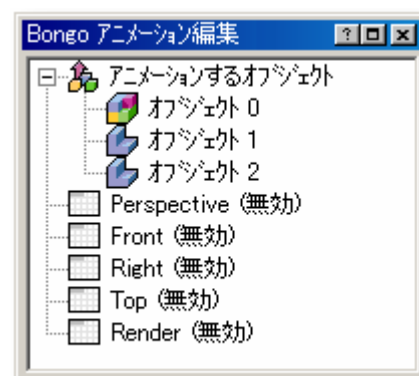 Bongo アニメーション編集
アニメーションするオブジェクト
オブジェクト 0
オブジェクト 1
オブジェクト 2
Perspective (無効)
Front (無効)
Right (無効)
Top (無効)
Render (無効)